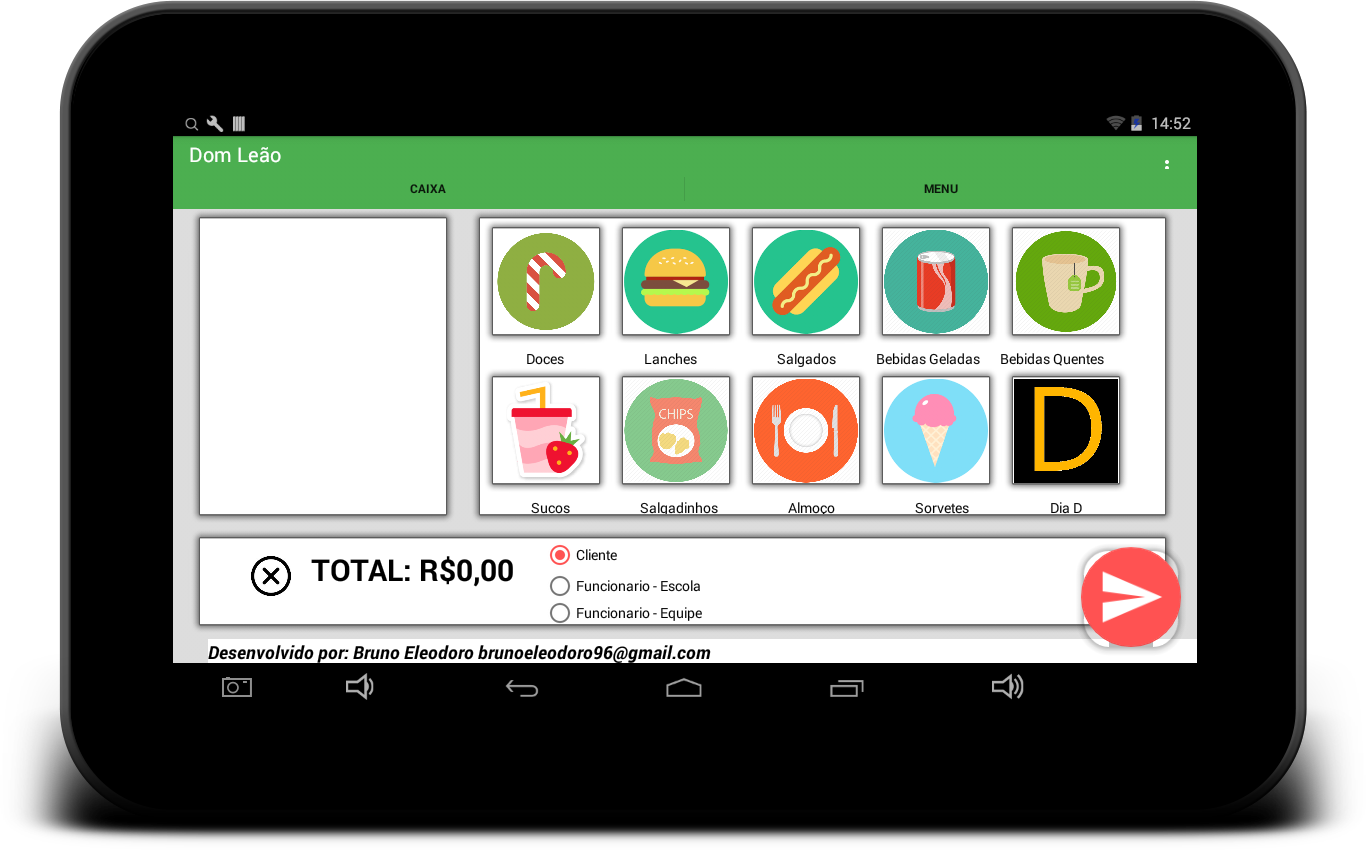 14:52
Dom Leão
CAIXA MENU
CHIPS
D
Doces Lanches Salgados Bebidas Geladas Bebidas Quentes
Sucos Salgadinhos Almoço Sorvetes Dia D
TOTAL: R$0,00
Cliente
Funcionario - Escola
Funcionario - Equipe
Desenvolvido por: Bruno Eleodoro brunoeleodoro96@gmail.com